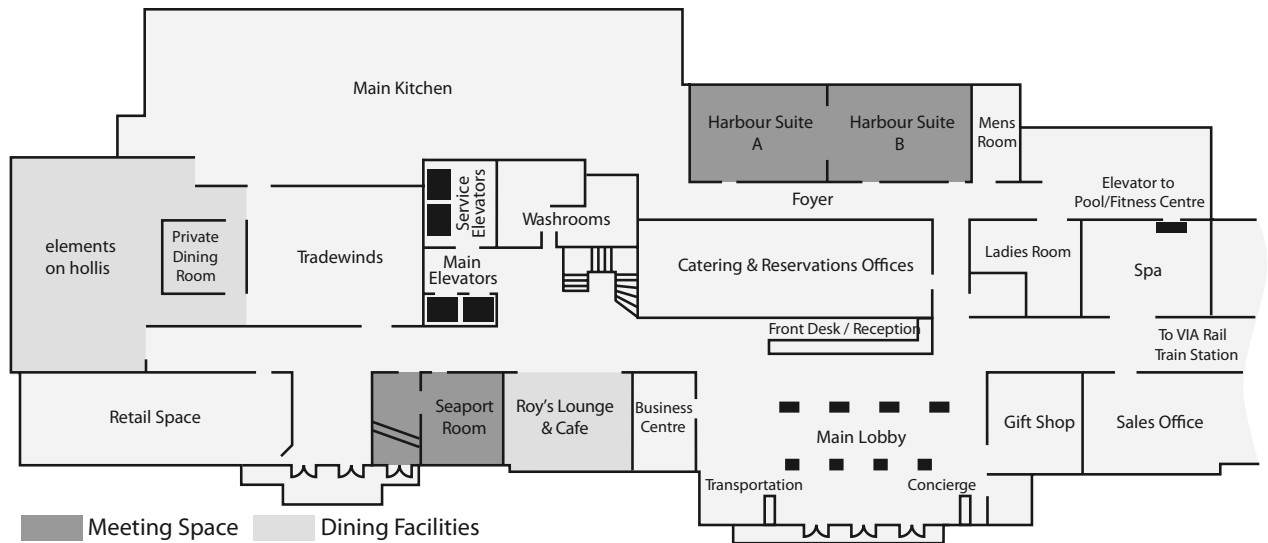 Main Kitchen
Harbour Suite
A
Harbour Suite
B
Mens
Room
Service
Elevators
Washrooms
Foyer
Elevator to
Pool/Fitness Centre
elements
on hollis
Private
Dining
Room
Tradewinds
Main
Elevators
Catering & Reservations Offices
Ladies Room
Spa
Front Desk / Reception
To VIA Rail
Train Station
Retail Space
Seaport
Room
Roy's Lounge
& Cafe
Business
Centre
Main Lobby
Gift Shop
Sales Office
Transportation
Concierge
Meeting Space
Dining Facilities